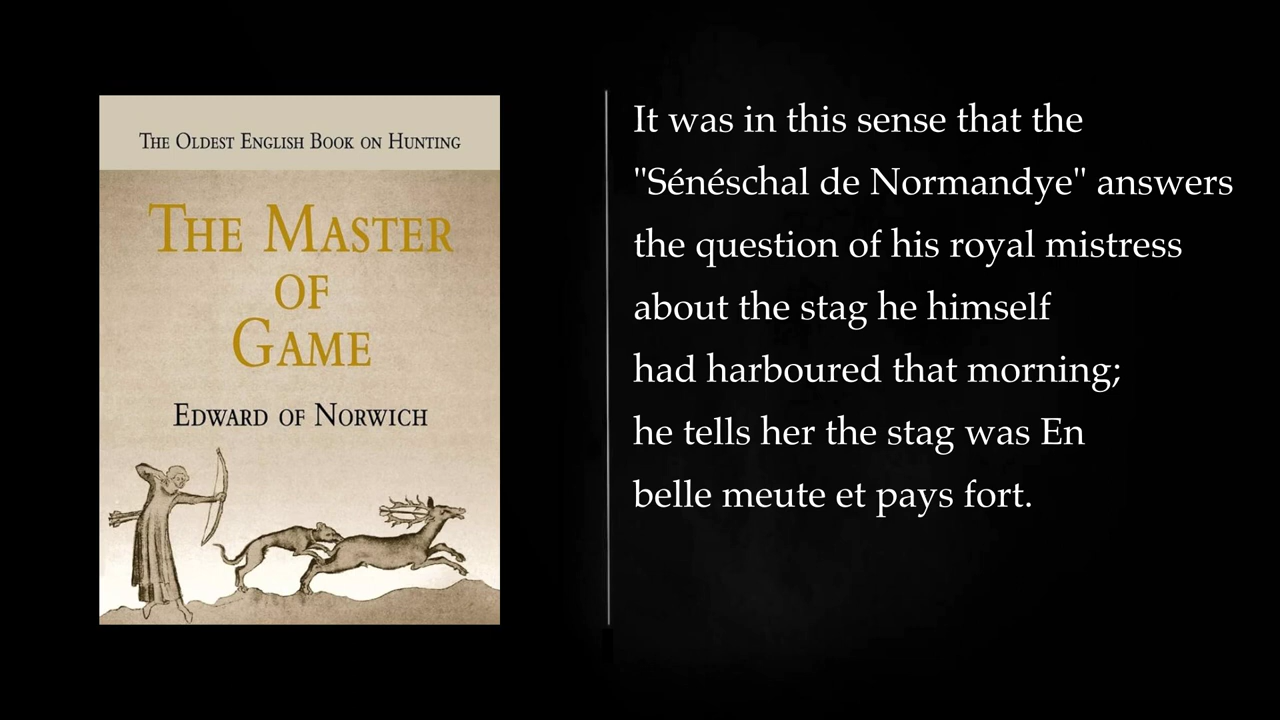 The Oldest English Book on Hunting
The Master
of
Game
Edward of Norwich
It was in this sense that the
"Sénéschal de Normandye" answers
the question of his royal mistress
about the stag he himself
had harboured that morning;
he tells her the stag was En
belle meute et pays fort.